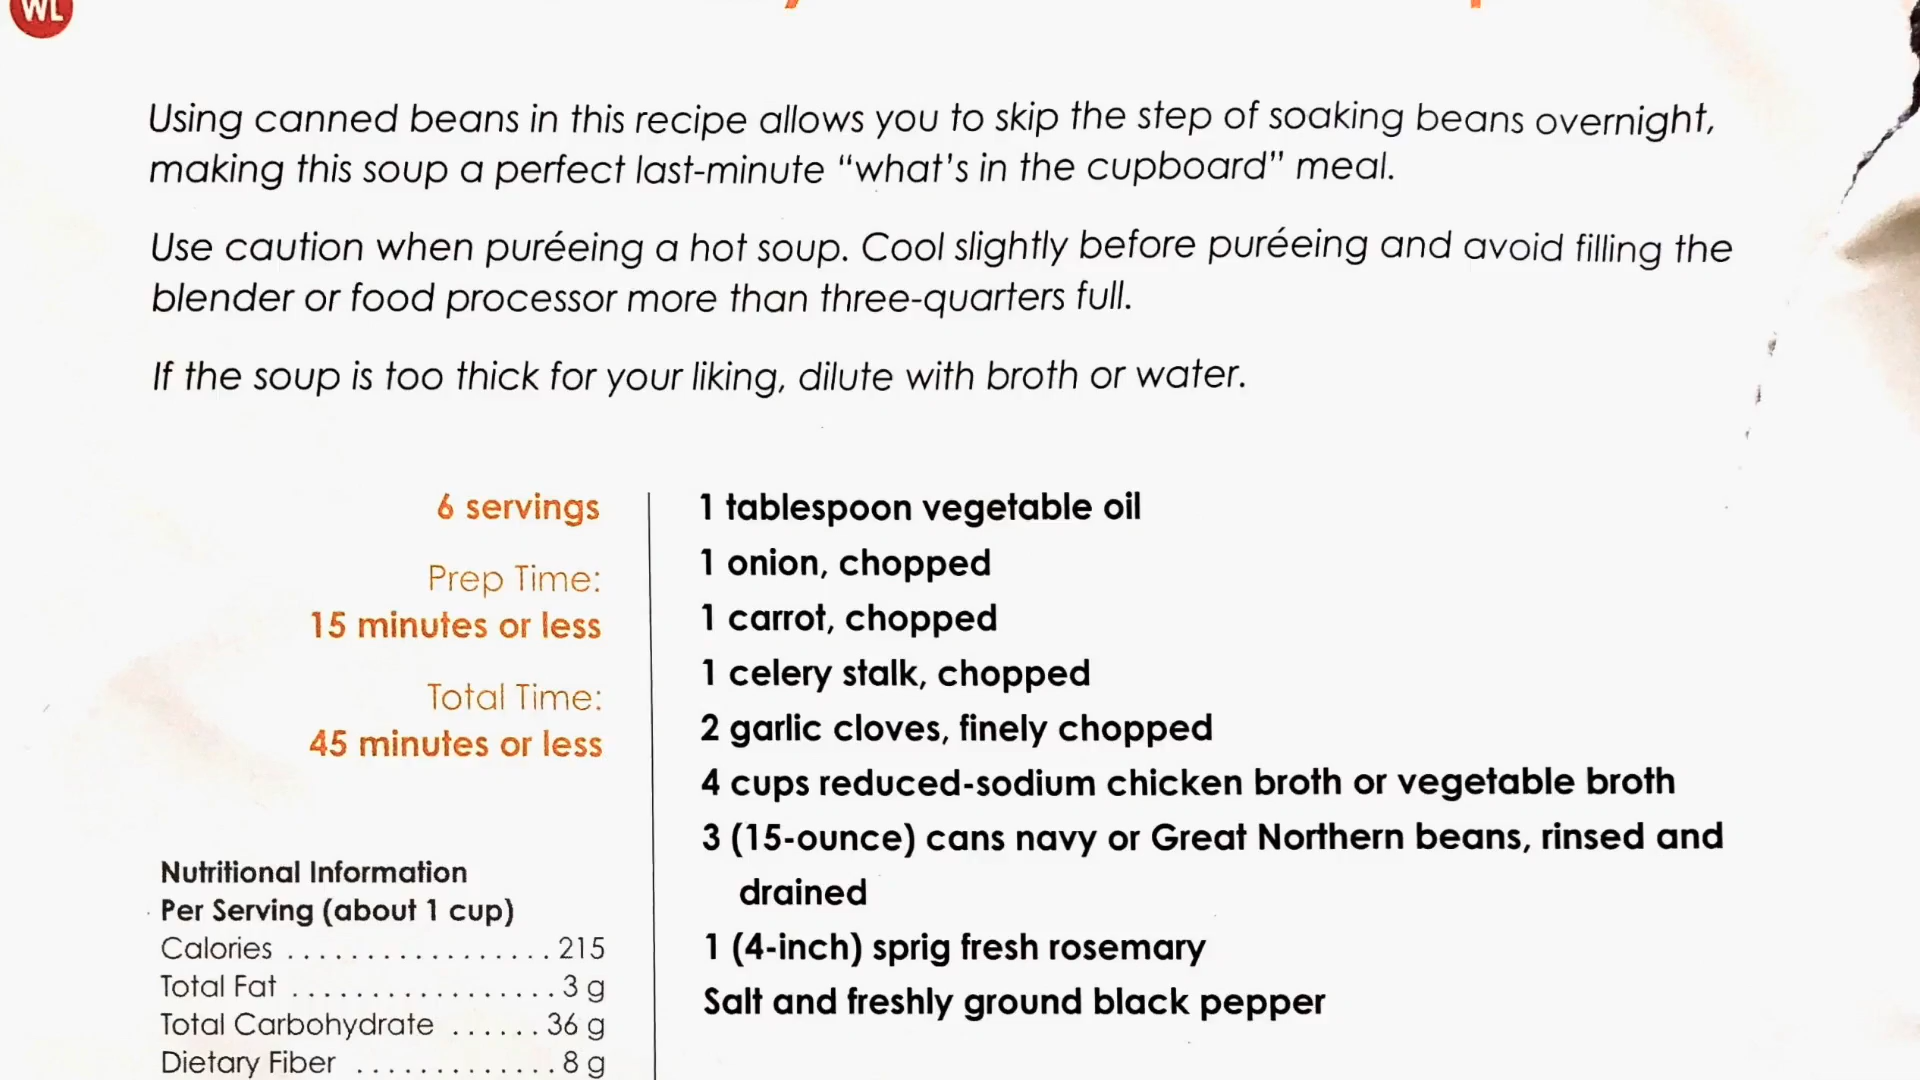 WL
Using canned beans in this recipe allows you to skip the step of soaking beans overnight,
making this soup a perfect last-minute “what’s in the cupboard” meal.
Use caution when puréeing a hot soup. Cool slightly before puréeing and avoid filling the
blender or food processor more than three-quarters full.
If the soup is too thick for your liking, dilute with broth or water.
6 servings
Prep Time:
15 minutes or less
Total Time:
45 minutes or less
Nutritional Information
Per Serving (about 1 cup)
Calories . . . . . . . . . . . . . . . . . 215
Total Fat . . . . . . . . . . . . . . . . . 3 g
Total Carbohydrate . . . . . . 36 g
Dietary Fiber . . . . . . . . . . . . . 8 g
1 tablespoon vegetable oil
1 onion, chopped
1 carrot, chopped
1 celery stalk, chopped
2 garlic cloves, finely chopped
4 cups reduced-sodium chicken broth or vegetable broth
3 (15-ounce) cans navy or Great Northern beans, rinsed and
drained
1 (4-inch) sprig fresh rosemary
Salt and freshly ground black pepper